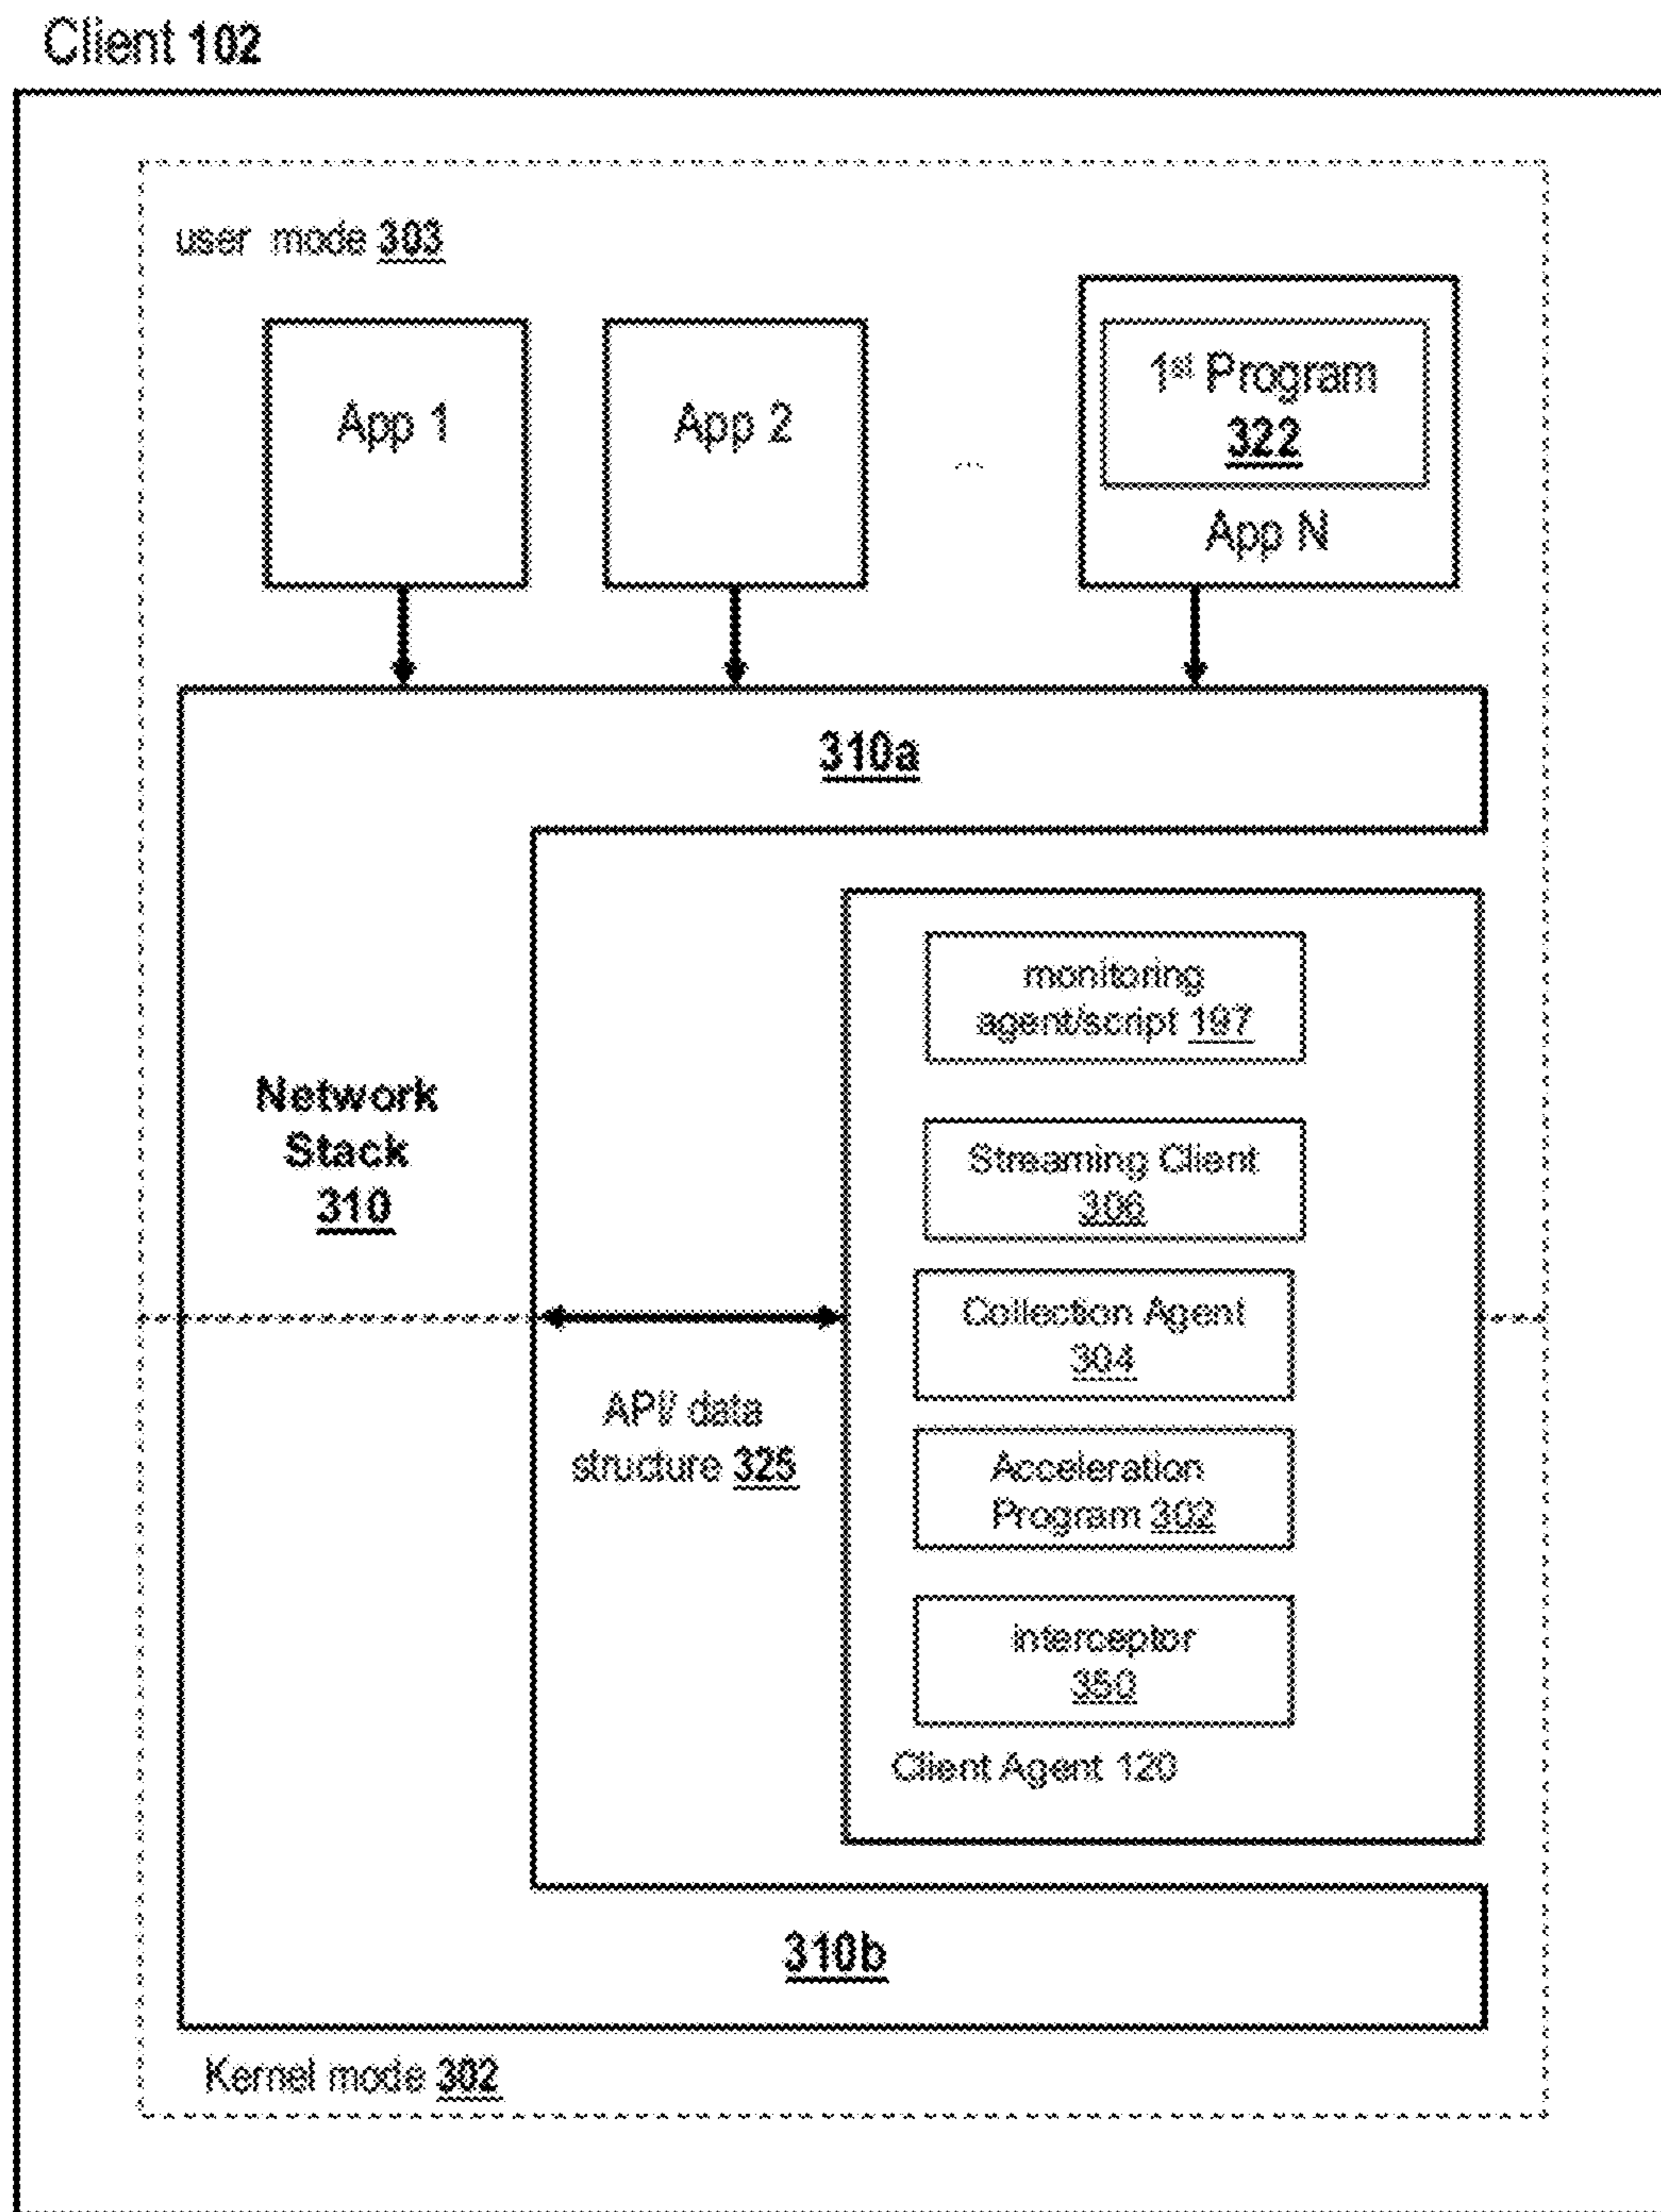 Client 102
user mode 303
App 1
App 2
...
1st Program
322
App N
310a
Network
Stack
310
monitoring
agent/script 197
Streaming Client
306
Collection Agent
304
API/ data
structure 325
Acceleration
Program 302
interceptor
350
Client Agent 120
310b
Kernel mode 302